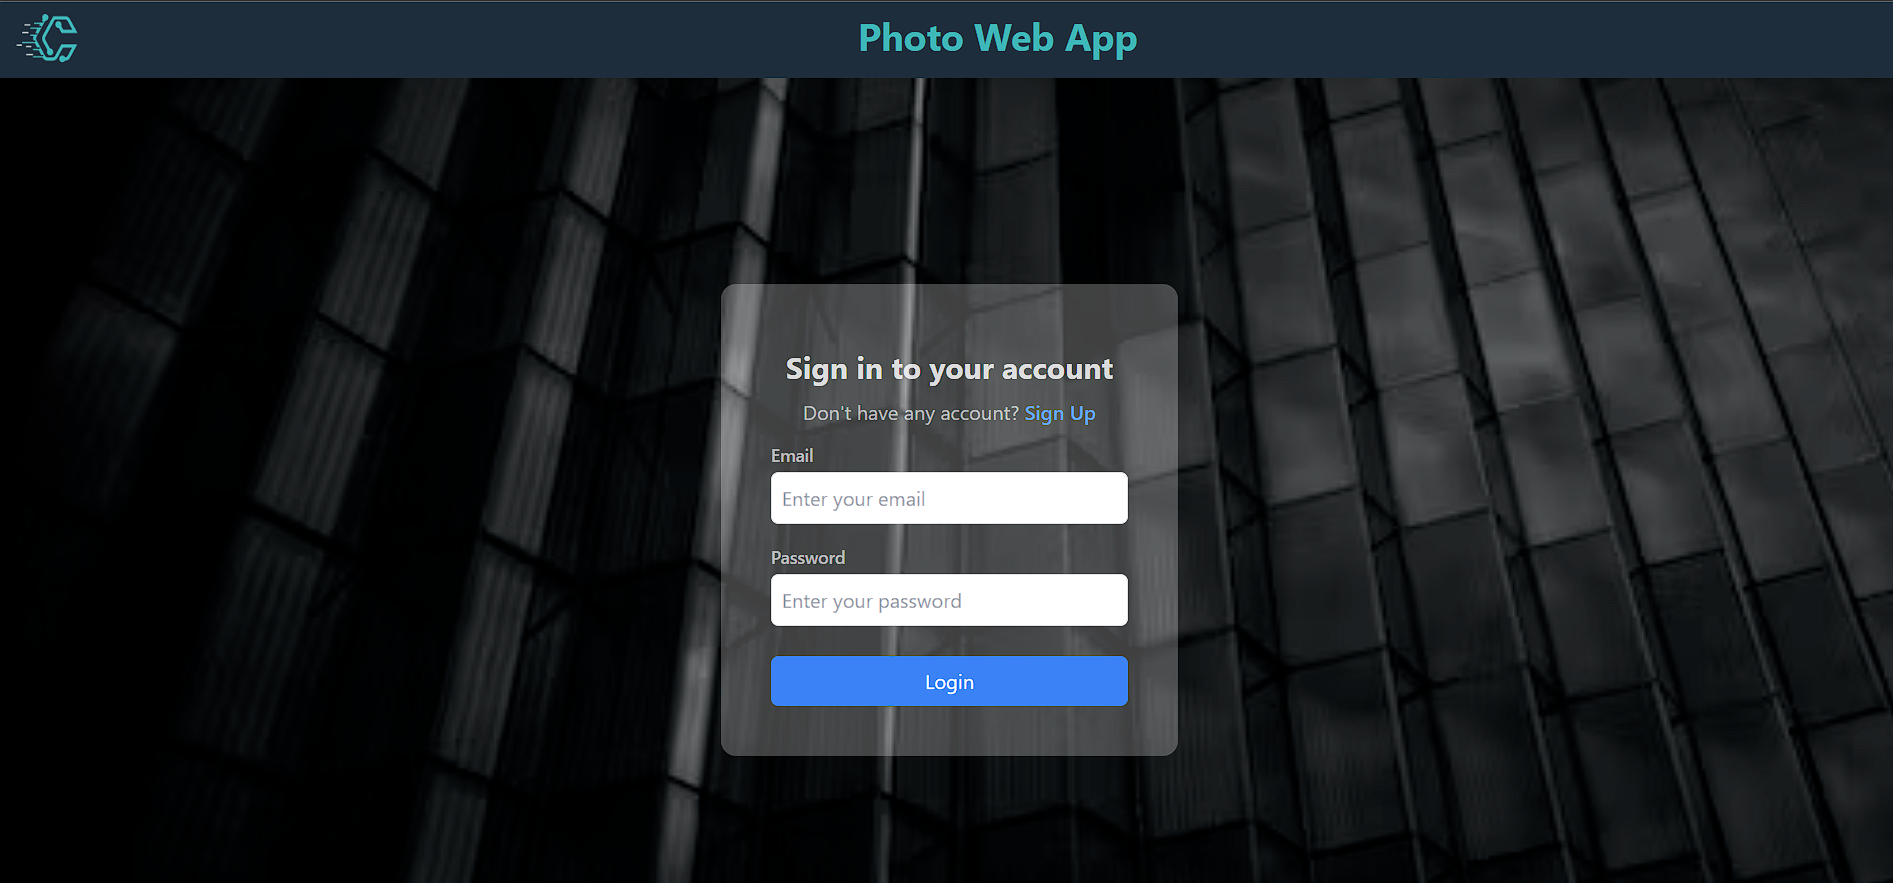 Photo Web App
Sign in to your account
Don't have any account? Sign Up
Email
Enter your email
Password
Enter your password
Login